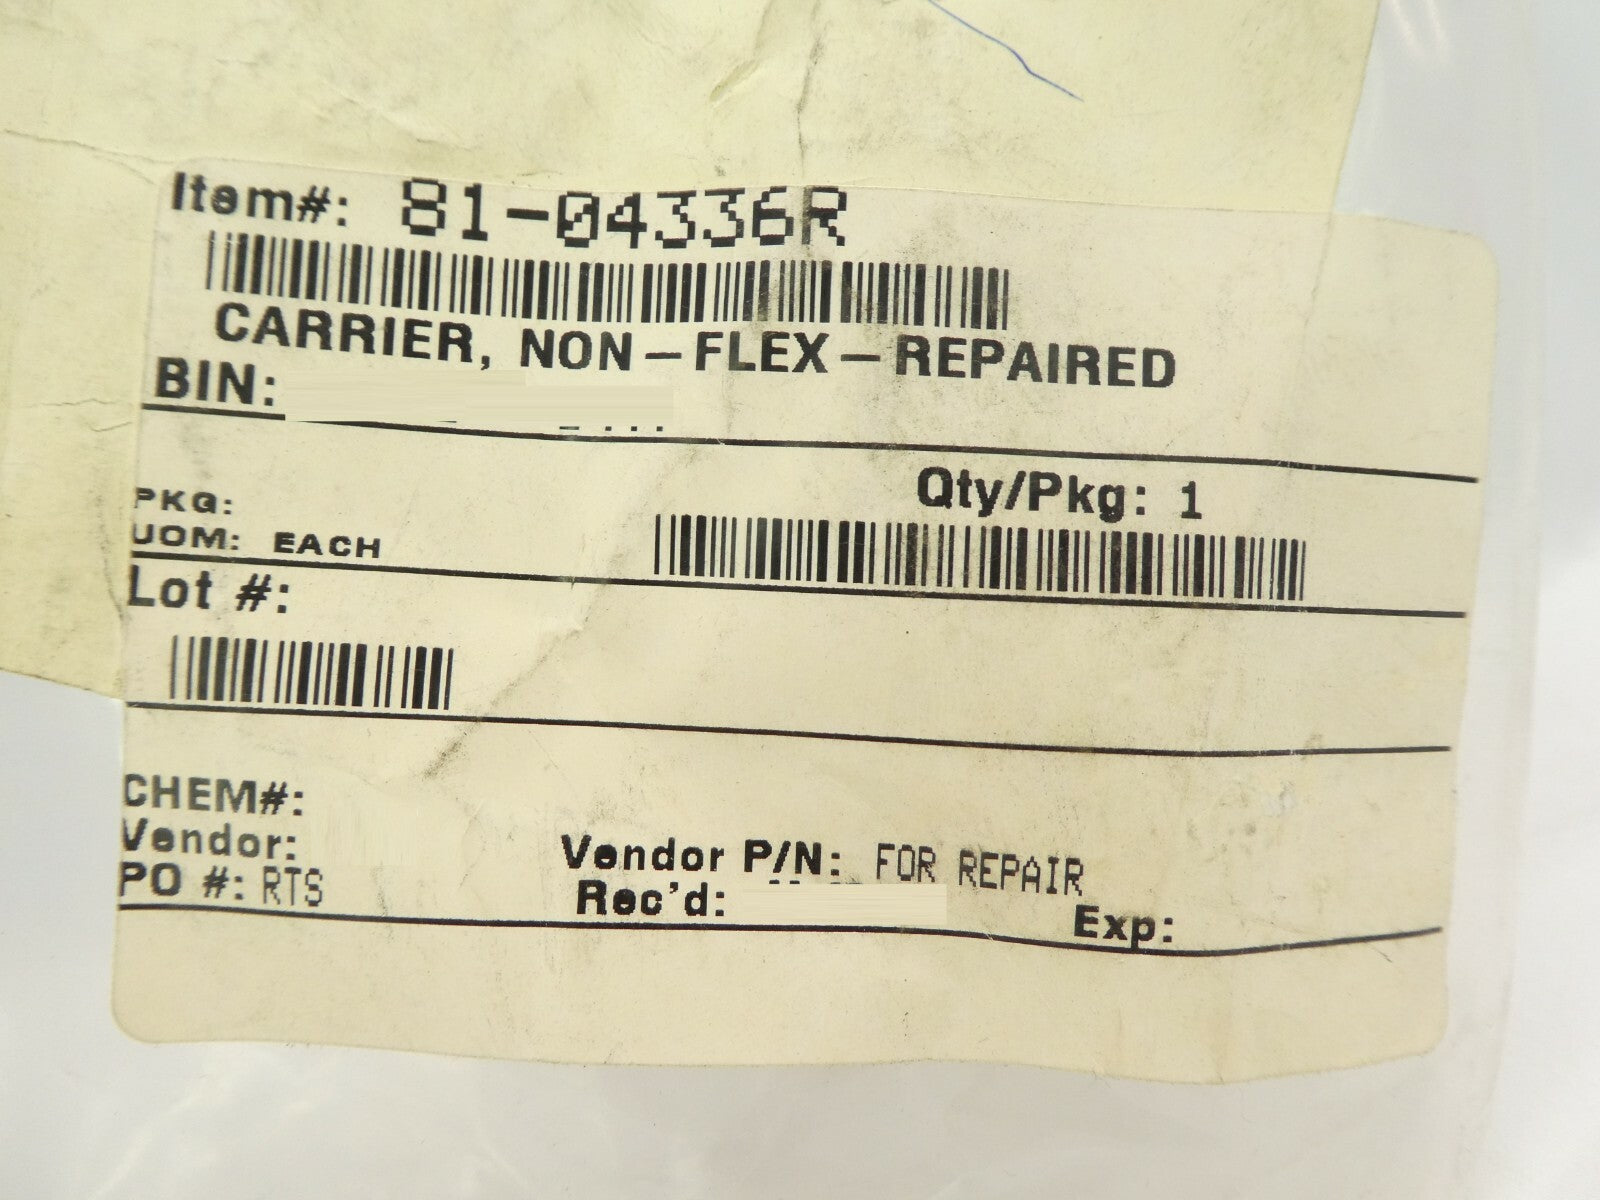 Item#: 81-04336R
CARRIER, NON-FLEX-REPAIRED
BIN:
Qty/Pkg: 1
PKG:
UOM: EACH
Lot #:
CHEM#:
Vendor:
Vendor P/N: FOR REPAIR
PO #: RTS
Rec'd:
Exp: